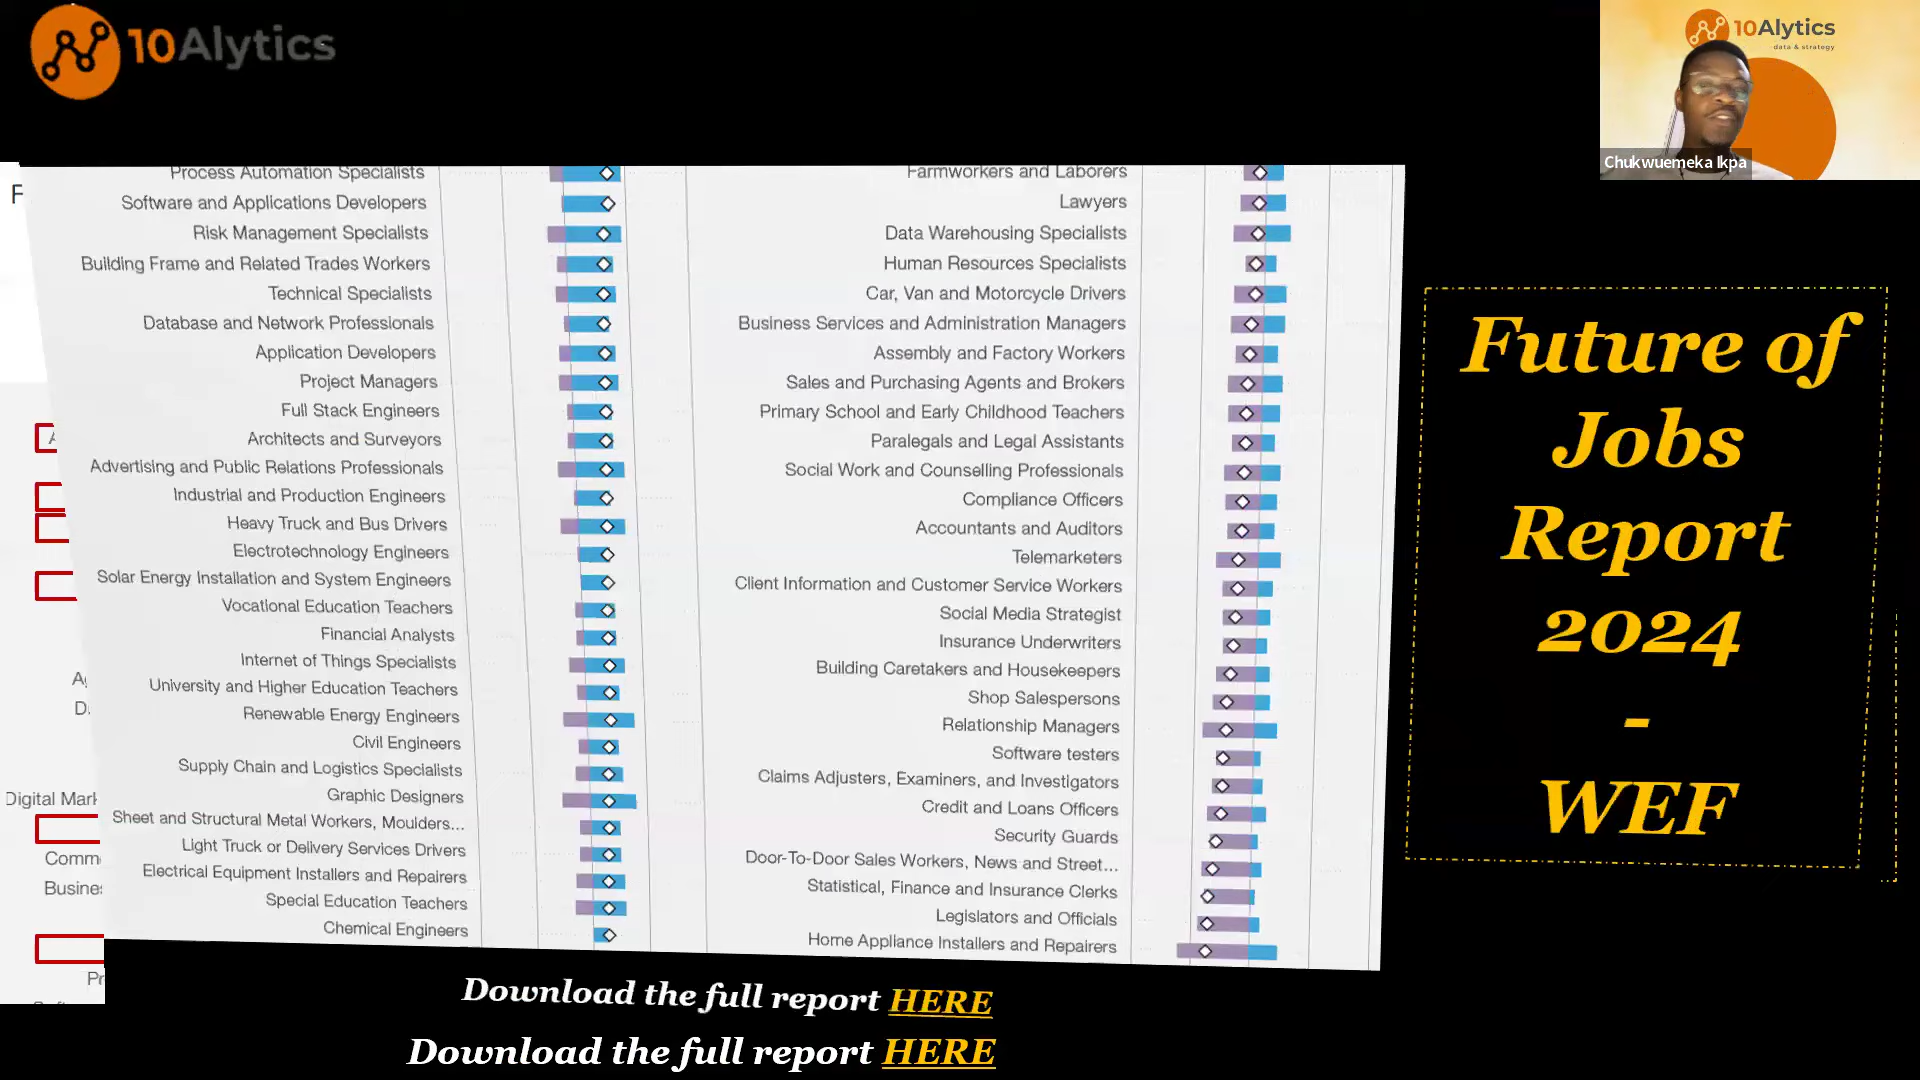 10Alytics
10Alytics
data & strategy
Chukwuemeka Ikpa
F
Process Automation Specialists
Software and Applications Developers
Risk Management Specialists
Building Frame and Related Trades Workers
Technical Specialists
Database and Network Professionals
Application Developers
Project Managers
Full Stack Engineers
Architects and Surveyors
Advertising and Public Relations Professionals
Industrial and Production Engineers
Heavy Truck and Bus Drivers
Electrotechnology Engineers
Solar Energy Installation and System Engineers
Vocational Education Teachers
Financial Analysts
Internet of Things Specialists
University and Higher Education Teachers
Renewable Energy Engineers
Civil Engineers
Supply Chain and Logistics Specialists
Graphic Designers
Sheet and Structural Metal Workers, Moulders...
Light Truck or Delivery Services Drivers
Electrical Equipment Installers and Repairers
Special Education Teachers
Chemical Engineers
Farmworkers and Laborers
Lawyers
Data Warehousing Specialists
Human Resources Specialists
Car, Van and Motorcycle Drivers
Business Services and Administration Managers
Assembly and Factory Workers
Sales and Purchasing Agents and Brokers
Primary School and Early Childhood Teachers
Paralegals and Legal Assistants
Social Work and Counselling Professionals
Compliance Officers
Accountants and Auditors
Telemarketers
Client Information and Customer Service Workers
Social Media Strategist
Insurance Underwriters
Building Caretakers and Housekeepers
Shop Salespersons
Relationship Managers
Software testers
Claims Adjusters, Examiners, and Investigators
Credit and Loans Officers
Security Guards
Door-To-Door Sales Workers, News and Street...
Statistical, Finance and Insurance Clerks
Legislators and Officials
Home Appliance Installers and Repairers
Digital Mark
Comm
Busines
Pr
Future of
Jobs
Report
2024
-
WEF
Download the full report HERE
Download the full report HERE